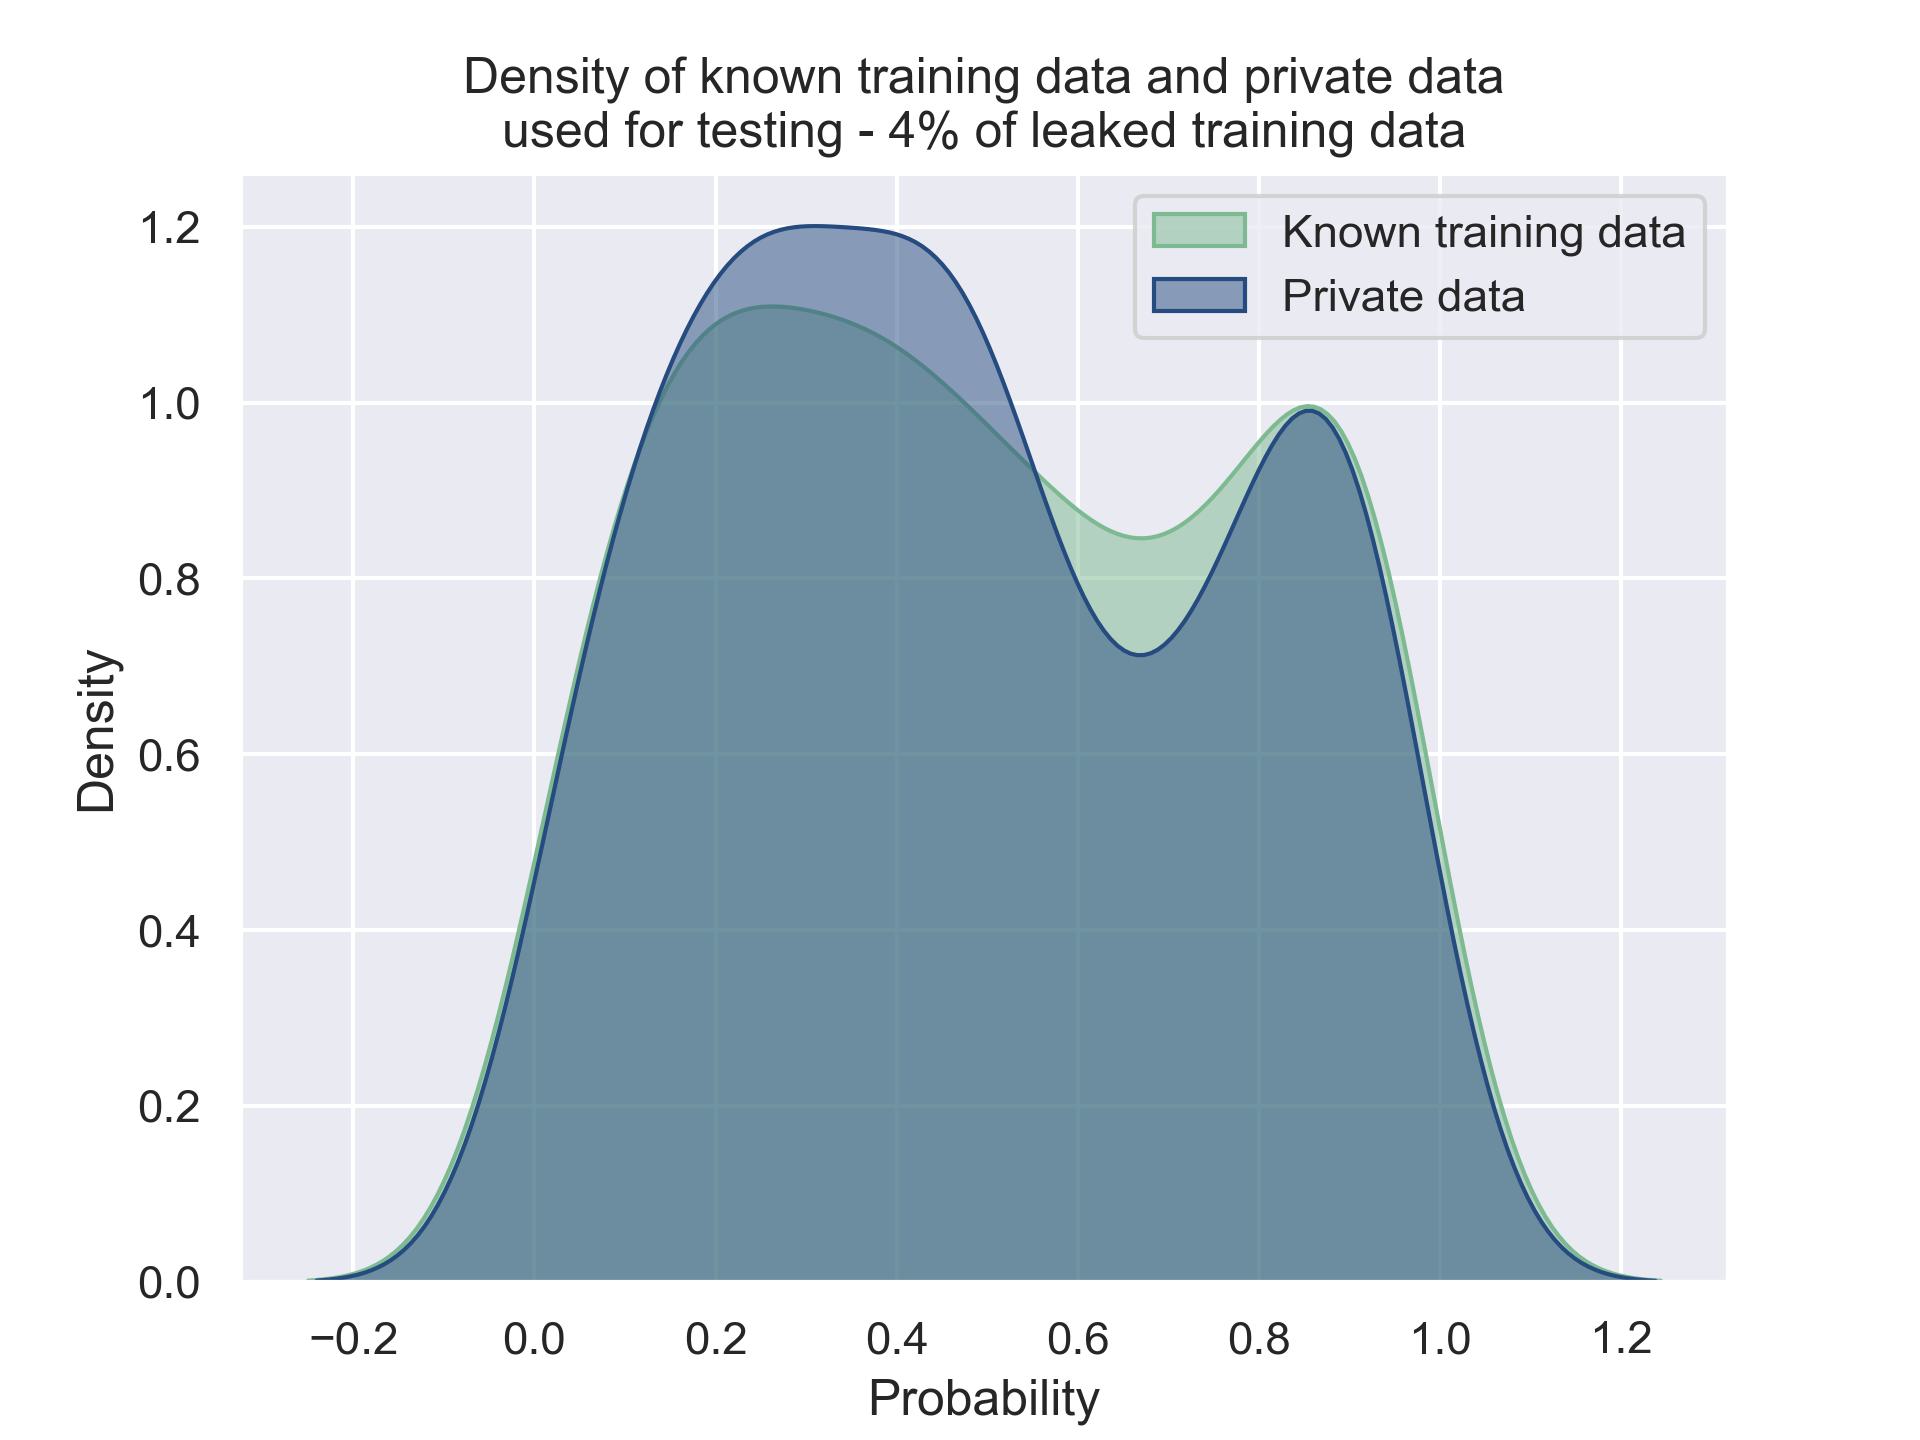 Density of known training data and private data
used for testing - 4% of leaked training data
Known training data
Private data
1.2
1.0
0.8
0.6
0.4
0.2
0.0
Density
−0.2 0.0 0.2 0.4 0.6 0.8 1.0 1.2
Probability